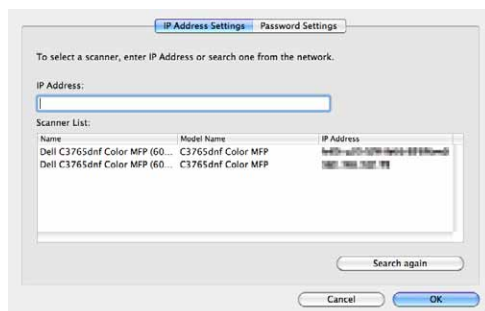 IP Address Settings Password Settings
To select a scanner, enter IP Address or search one from the network.
IP Address:
Scanner List:
Name Model Name IP Address
Dell C3765dnf Color MFP (60... C3765dnf Color MFP
Dell C3765dnf Color MFP (60... C3765dnf Color MFP
Search again
Cancel OK